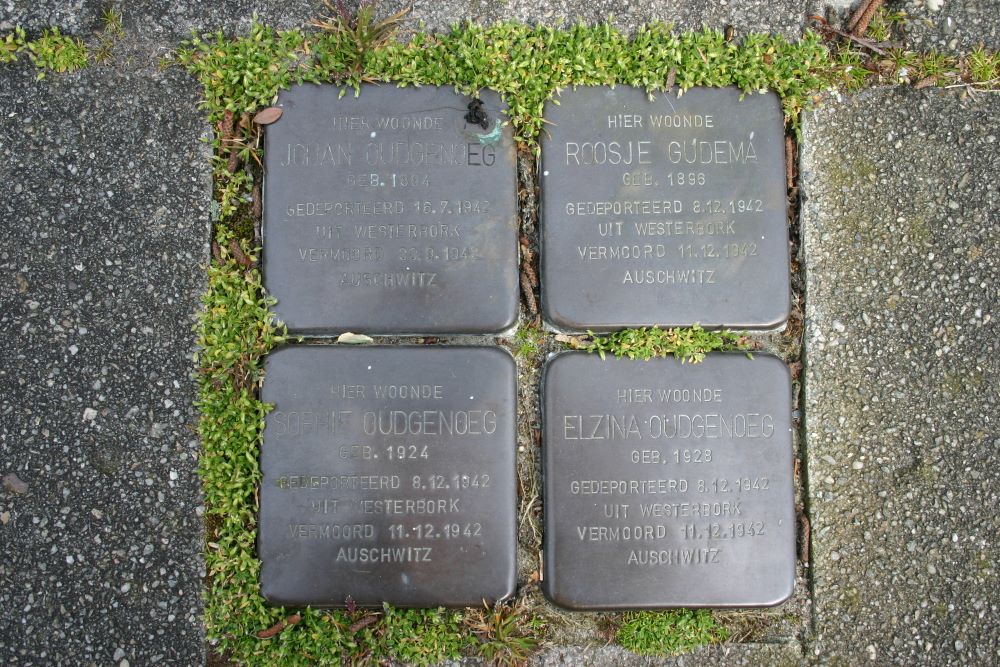 HIER WOONDE
JOHAN OUDGENOEG
GEB. 1894
GEDEPORTEERD 16.7.1942
UIT WESTERBORK
VERMOORD 30.9.1942
AUSCHWITZ
HIER WOONDE
ROOSJE GUDEMA
GEB. 1896
GEDEPORTEERD 8.12.1942
UIT WESTERBORK
VERMOORD 11.12.1942
AUSCHWITZ
HIER WOONDE
SOPHIE OUDGENOEG
GEB. 1924
GEDEPORTEERD 8.12.1942
UIT WESTERBORK
VERMOORD 11.12.1942
AUSCHWITZ
HIER WOONDE
ELZINA OUDGENOEG
GEB. 1928
GEDEPORTEERD 8.12.1942
UIT WESTERBORK
VERMOORD 11.12.1942
AUSCHWITZ